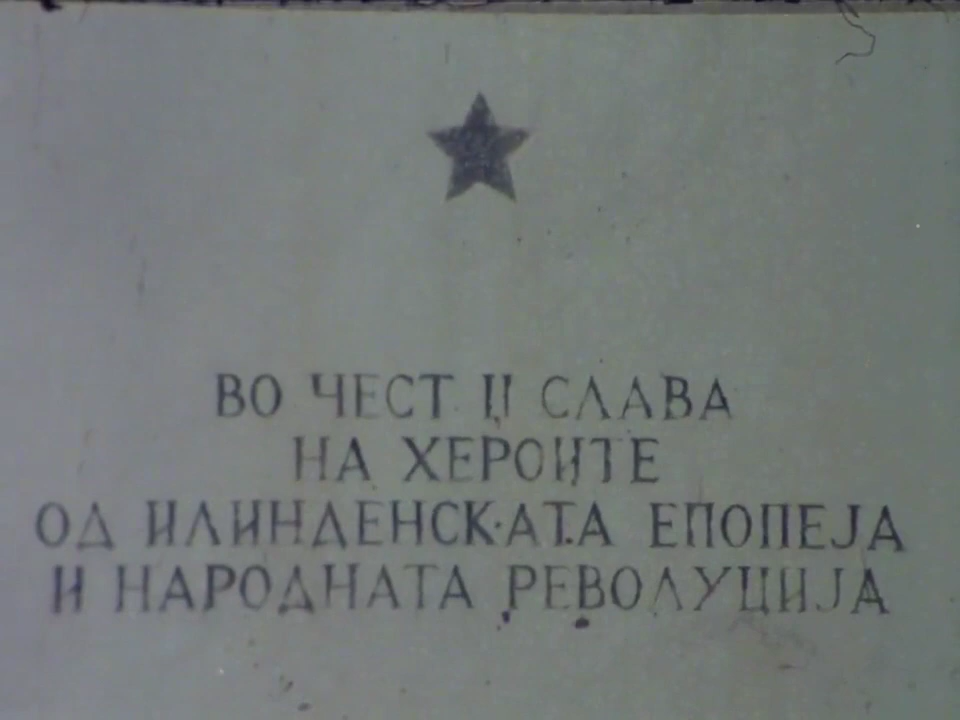 ВО ЧЕСТ И СЛАВА
НА ХЕРОИТЕ
ОД ИЛИНДЕНСКАТА ЕПОПЕЈА
И НАРОДНАТА РЕВОЛУЦИЈА